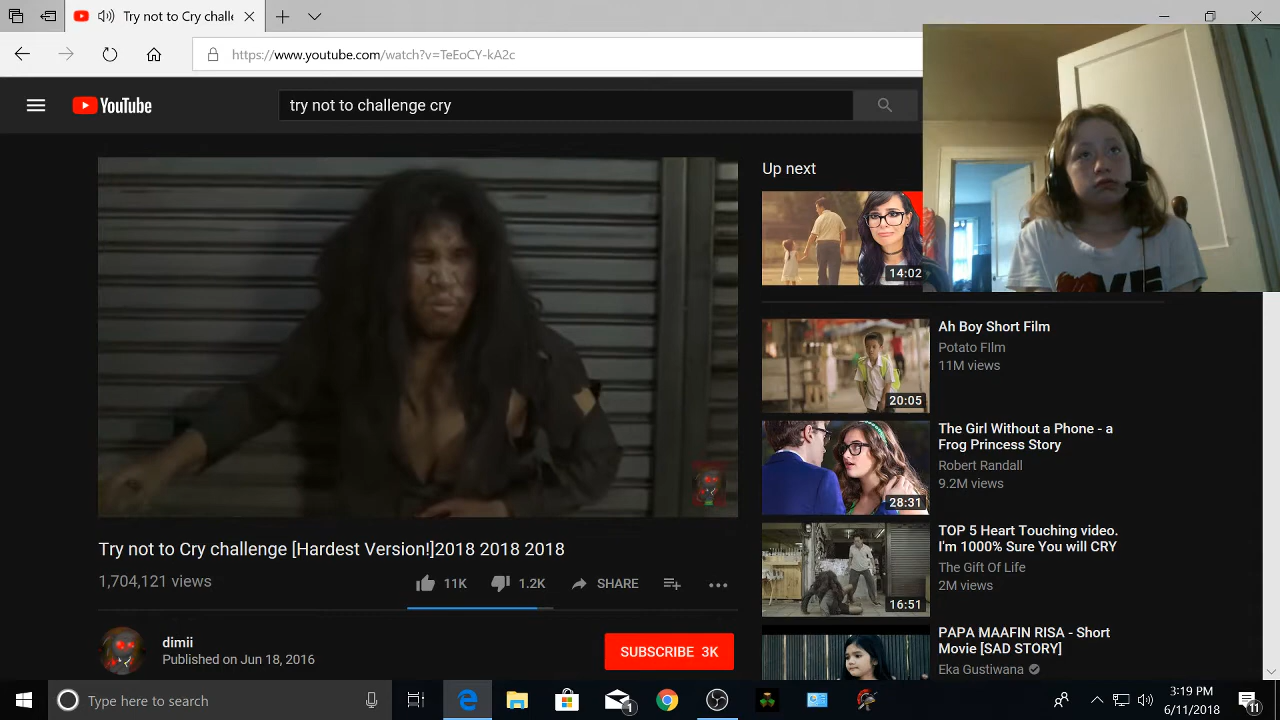 Try not to Cry chall
https://www.youtube.com/watch?v=TeEoCY-kA2c
YouTube
try not to challenge cry
Up next
14:02
Ah Boy Short Film
Potato FIlm
11M views
20:05
The Girl Without a Phone - a
Frog Princess Story
Robert Randall
9.2M views
28:31
TOP 5 Heart Touching video.
I'm 1000% Sure You will CRY
The Gift Of Life
2M views
16:51
PAPA MAAFIN RISA - Short
Movie [SAD STORY]
Eka Gustiwana
Try not to Cry challenge [Hardest Version!]2018 2018 2018
1,704,121 views
11K
1.2K
SHARE
dimii
Published on Jun 18, 2016
SUBSCRIBE 3K
Type here to search
1
3:19 PM
6/11/2018
11